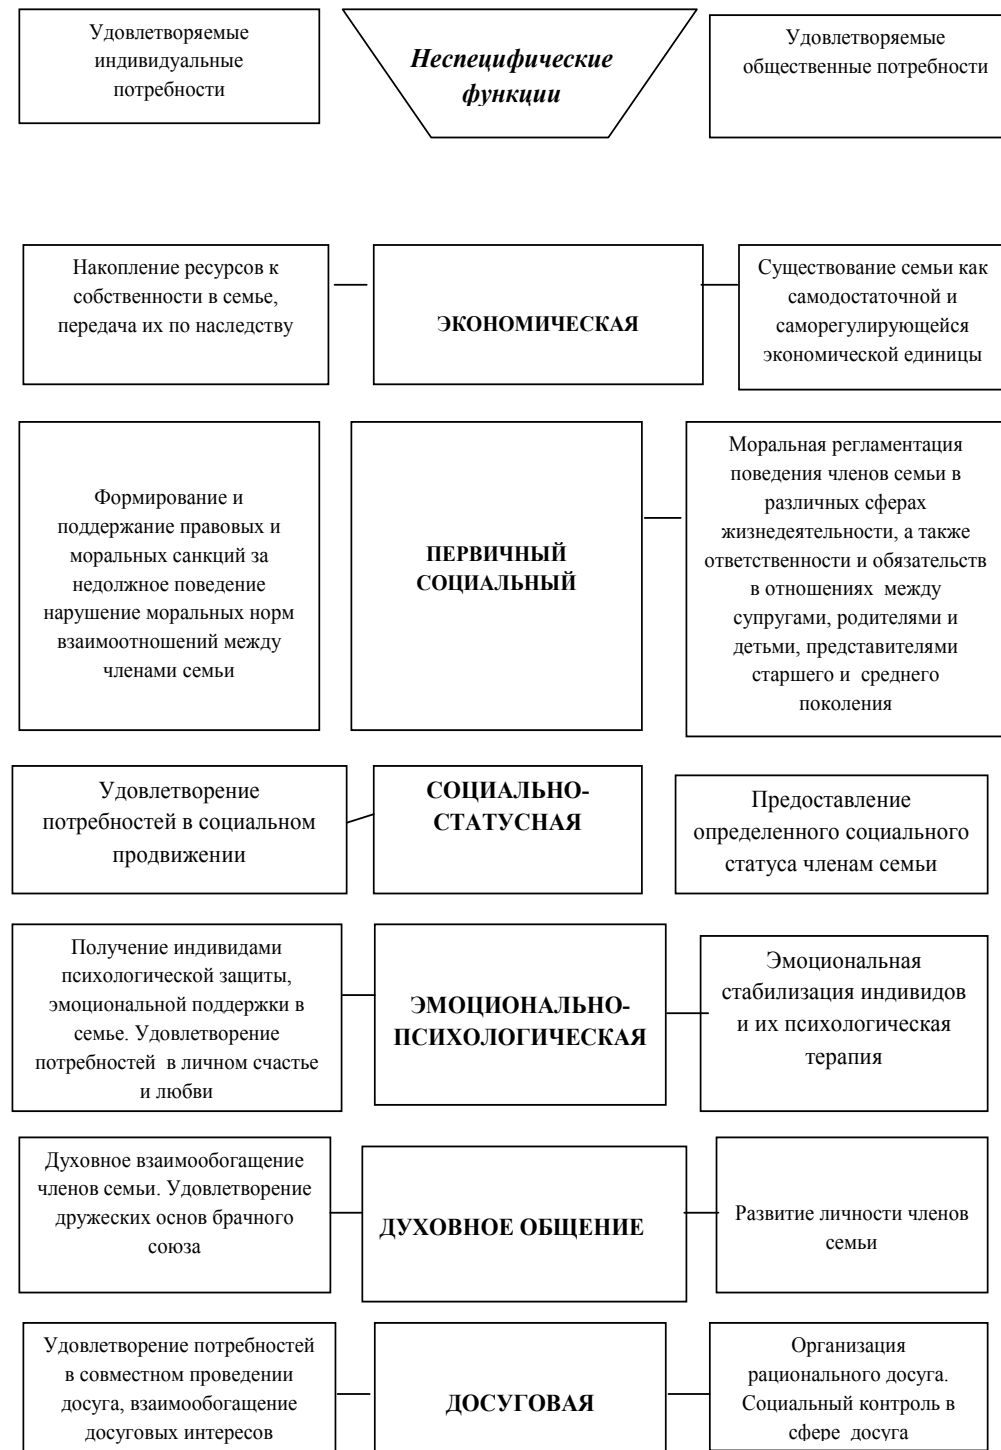 Удовлетворяемые
индивидуальные
потребности
Неспецифические
функции
Удовлетворяемые
общественные потребности
Накопление ресурсов к
собственности в семье,
передача их по наследству
ЭКОНОМИЧЕСКАЯ
Существование семьи как
самодостаточной и
саморегулирующейся
экономической единицы
Формирование и
поддержание правовых и
моральных санкций за
недолжное поведение
нарушение моральных норм
взаимоотношений между
членами семьи
ПЕРВИЧНЫЙ
СОЦИАЛЬНЫЙ
Моральная регламентация
поведения членов семьи в
различных сферах
жизнедеятельности, а также
ответственности и обязательств
в отношениях между
супругами, родителями и
детьми, представителями
старшего и среднего
поколения
Удовлетворение
потребностей в социальном
продвижении
СОЦИАЛЬНО-
СТАТУСНАЯ
Предоставление
определенного социального
статуса членам семьи
Получение индивидами
психологической защиты,
эмоциональной поддержки в
семье. Удовлетворение
потребностей в личном счастье
и любви
ЭМОЦИОНАЛЬНО-
ПСИХОЛОГИЧЕСКАЯ
Эмоциональная
стабилизация индивидов
и их психологическая
терапия
Духовное взаимообогащение
членов семьи. Удовлетворение
дружеских основ брачного
союза
ДУХОВНОЕ ОБЩЕНИЕ
Развитие личности членов
семьи
Удовлетворение потребностей
в совместном проведении
досуга, взаимообогащение
досуговых интересов
ДОСУГОВАЯ
Организация
рационального досуга.
Социальный контроль в
сфере досуга